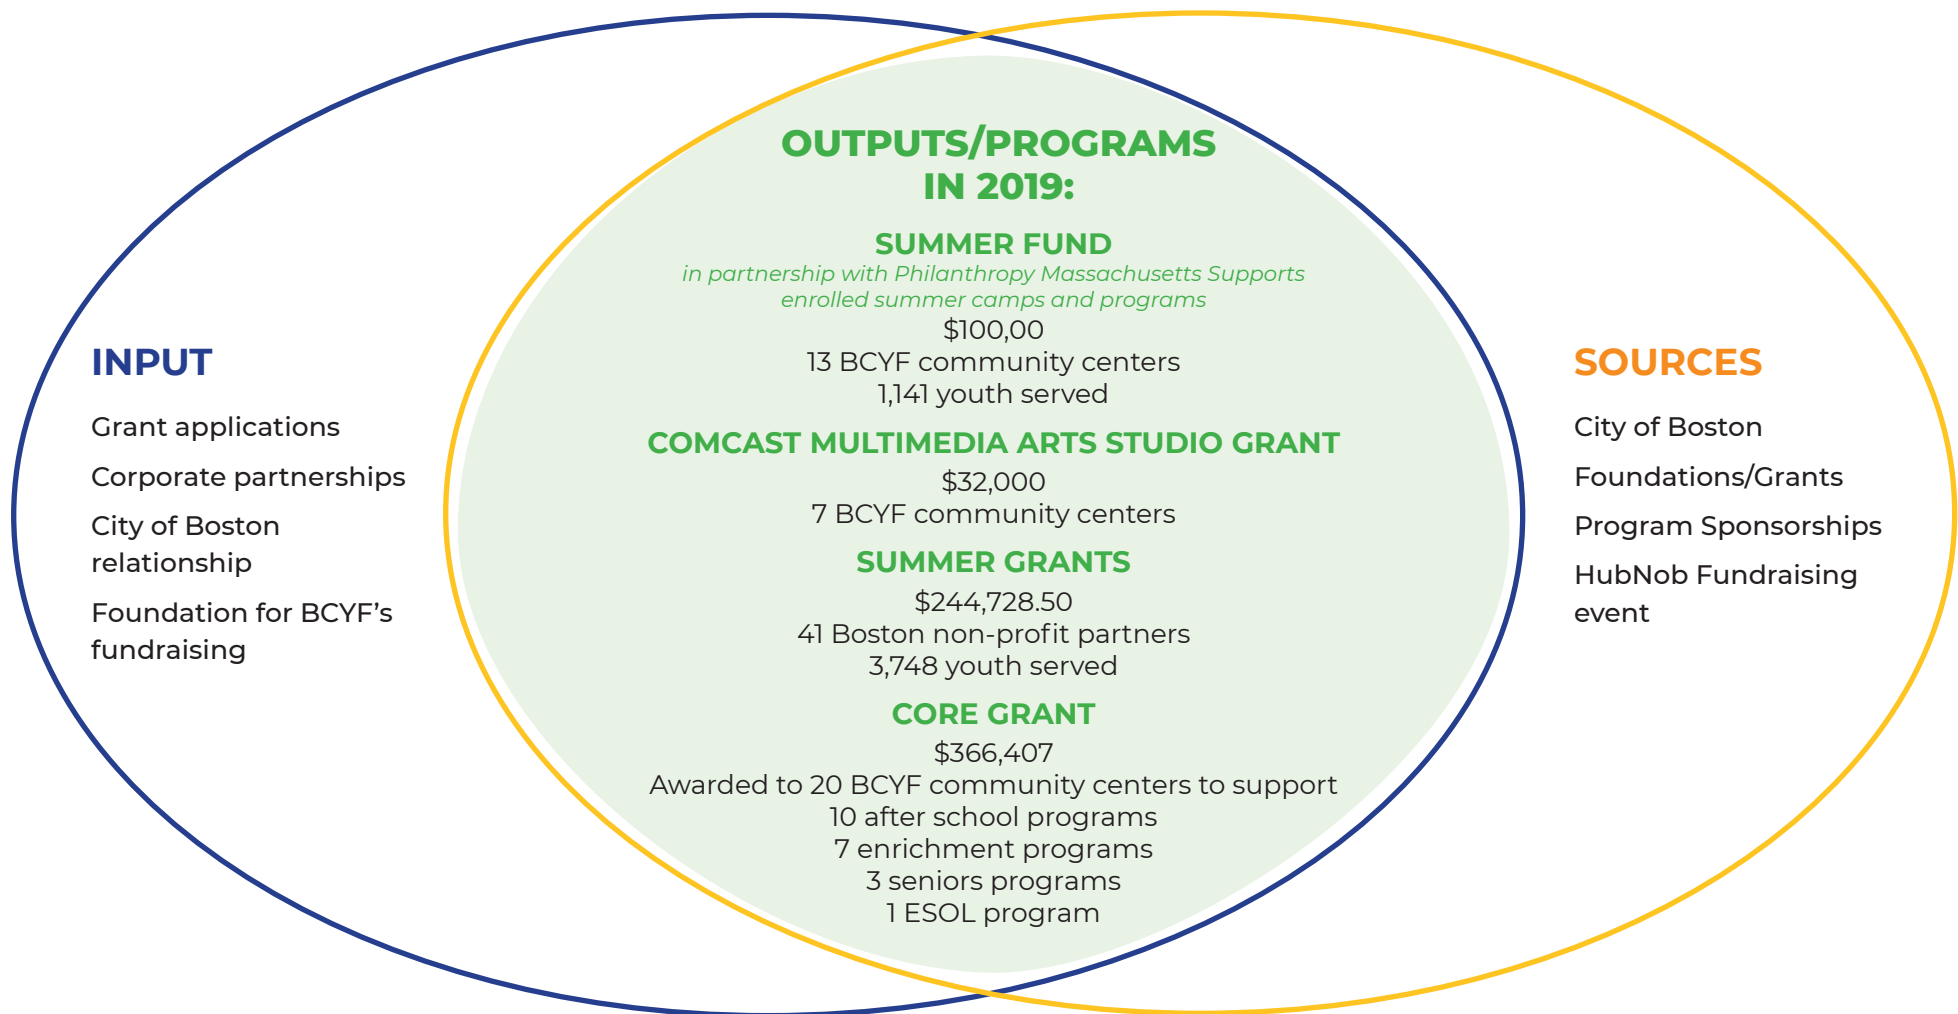 INPUT
Grant applications
Corporate partnerships
City of Boston
relationship
Foundation for BCYF’s
fundraising
OUTPUTS/PROGRAMS
IN 2019:
SUMMER FUND
in partnership with Philanthropy Massachusetts Supports
enrolled summer camps and programs
$100,00
13 BCYF community centers
1,141 youth served
COMCAST MULTIMEDIA ARTS STUDIO GRANT
$32,000
7 BCYF community centers
SUMMER GRANTS
$244,728.50
41 Boston non-profit partners
3,748 youth served
CORE GRANT
$366,407
Awarded to 20 BCYF community centers to support
10 after school programs
7 enrichment programs
3 seniors programs
1 ESOL program
SOURCES
City of Boston
Foundations/Grants
Program Sponsorships
HubNob Fundraising
event